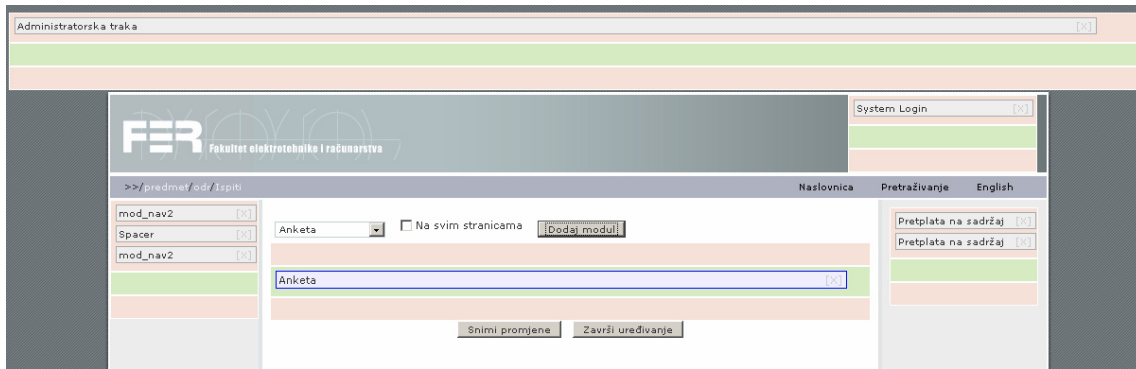 Administratorska traka [X]
System Login [X]
FER Fakultet elektrotehnike i računarstva
>>/predmet/odr/Ispiti Naslovnica Pretraživanje English
mod_nav2 [X]
Spacer [X]
mod_nav2 [X]
Anketa Na svim stranicama Dodaj modul
Anketa [X]
Snimi promjene Završi uređivanje
Pretplata na sadržaj [X]
Pretplata na sadržaj [X]